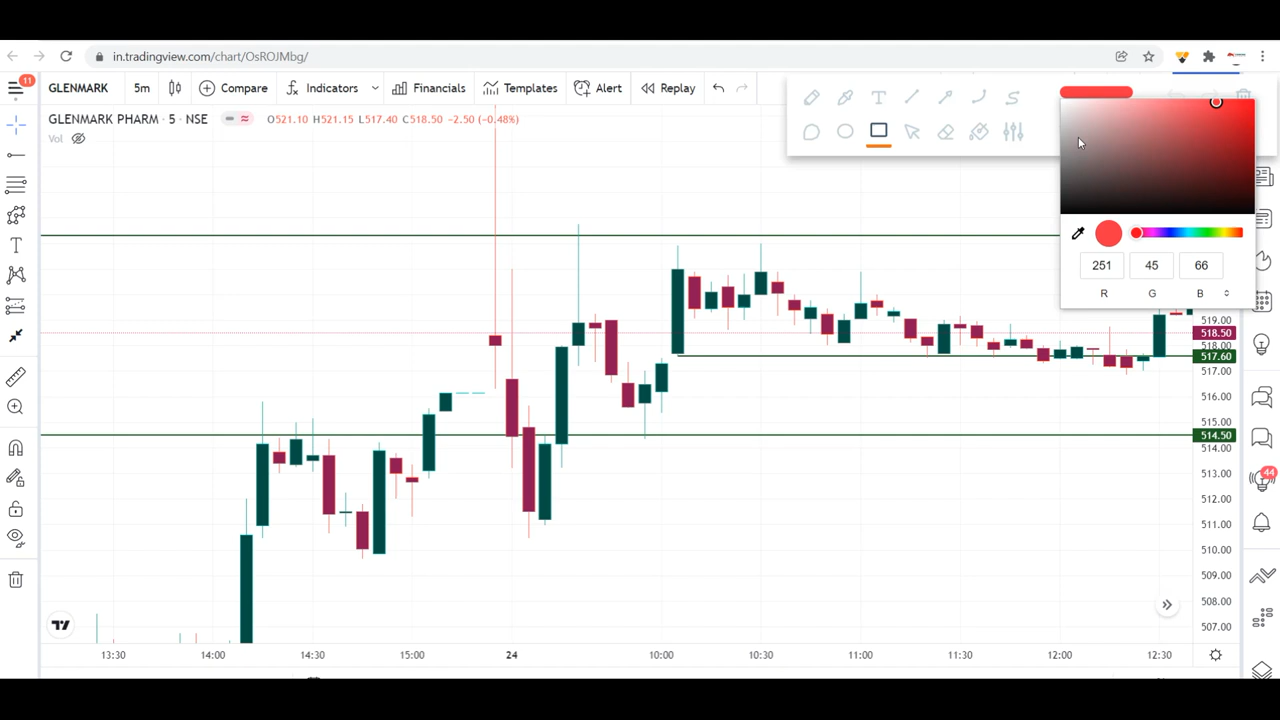 in.tradingview.com/chart/OsROJMbg/
11
GLENMARK 5m Compare Indicators Financials Templates Alert Replay
GLENMARK PHARM · 5 · NSE O521.10 H521.15 L517.40 C518.50 −2.50 (−0.48%)
Vol
251 45 66
R G B
519.00
518.50
518.00
517.60
517.00
516.00
515.00
514.50
514.00
513.00
512.00
511.00
510.00
509.00
508.00
507.00
44
13:30 14:00 14:30 15:00 24 10:00 10:30 11:00 11:30 12:00 12:30